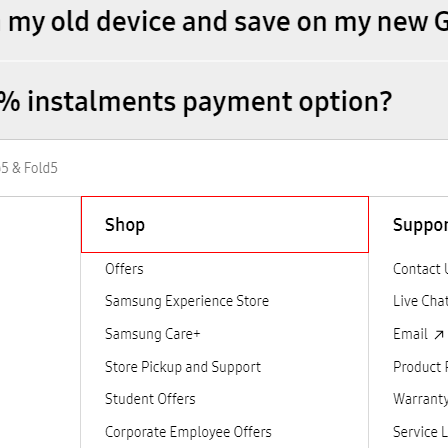 my old device and save on my new G
% instalments payment option?
5 & Fold5
Shop
Offers
Samsung Experience Store
Samsung Care+
Store Pickup and Support
Student Offers
Corporate Employee Offers
Suppor
Contact U
Live Chat
Email ↗
Product R
Warranty
Service L